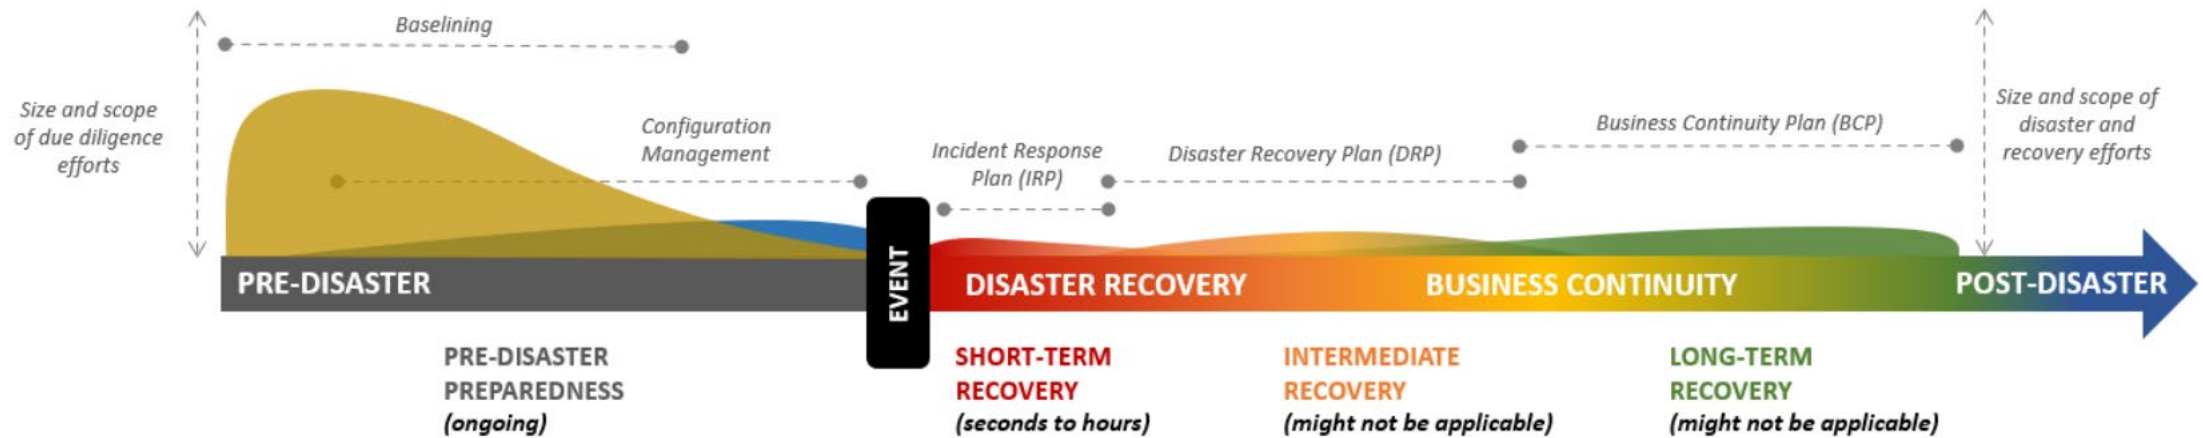 Baselining
Size and scope
of due diligence
efforts
Configuration
Management
Incident Response
Plan (IRP)
Disaster Recovery Plan (DRP)
Business Continuity Plan (BCP)
Size and scope of
disaster and
recovery efforts
PRE-DISASTER
EVENT
DISASTER RECOVERY
BUSINESS CONTINUITY
POST-DISASTER
PRE-DISASTER
PREPAREDNESS
(ongoing)
SHORT-TERM
RECOVERY
(seconds to hours)
INTERMEDIATE
RECOVERY
(might not be applicable)
LONG-TERM
RECOVERY
(might not be applicable)